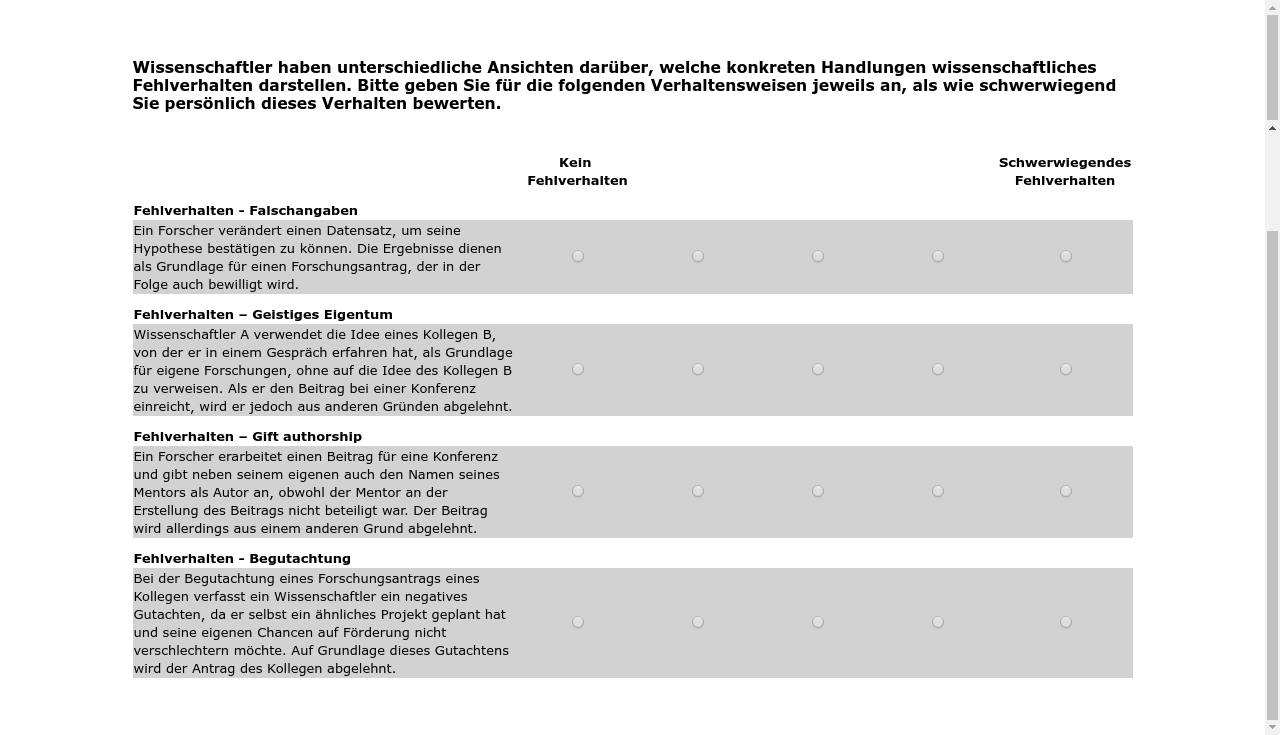 Wissenschaftler haben unterschiedliche Ansichten darüber, welche konkreten Handlungen wissenschaftliches
Fehlverhalten darstellen. Bitte geben Sie für die folgenden Verhaltensweisen jeweils an, als wie schwerwiegend
Sie persönlich dieses Verhalten bewerten.
Kein
Fehlverhalten
Schwerwiegendes
Fehlverhalten
Fehlverhalten - Falschangaben
Ein Forscher verändert einen Datensatz, um seine
Hypothese bestätigen zu können. Die Ergebnisse dienen
als Grundlage für einen Forschungsantrag, der in der
Folge auch bewilligt wird.
Fehlverhalten – Geistiges Eigentum
Wissenschaftler A verwendet die Idee eines Kollegen B,
von der er in einem Gespräch erfahren hat, als Grundlage
für eigene Forschungen, ohne auf die Idee des Kollegen B
zu verweisen. Als er den Beitrag bei einer Konferenz
einreicht, wird er jedoch aus anderen Gründen abgelehnt.
Fehlverhalten – Gift authorship
Ein Forscher erarbeitet einen Beitrag für eine Konferenz
und gibt neben seinem eigenen auch den Namen seines
Mentors als Autor an, obwohl der Mentor an der
Erstellung des Beitrags nicht beteiligt war. Der Beitrag
wird allerdings aus einem anderen Grund abgelehnt.
Fehlverhalten - Begutachtung
Bei der Begutachtung eines Forschungsantrags eines
Kollegen verfasst ein Wissenschaftler ein negatives
Gutachten, da er selbst ein ähnliches Projekt geplant hat
und seine eigenen Chancen auf Förderung nicht
verschlechtern möchte. Auf Grundlage dieses Gutachtens
wird der Antrag des Kollegen abgelehnt.